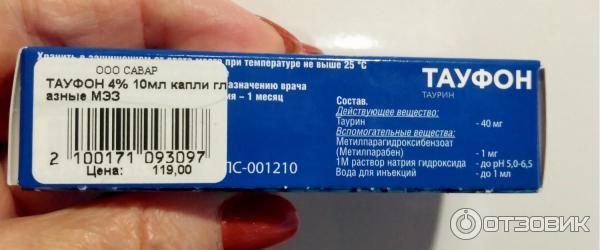 Хранить в защищенном от света месте при температуре не выше 25 °С
ООО САВАР
ТАУФОН 4% 10мл капли гл
азные МЭЗ
2 100171 093097
Цена: 119,00
назначению врача
– 1 месяц
ЛС-001210
ТАУФОН
ТАУРИН
Состав.
Действующее вещество:
Таурин - 40 мг
Вспомогательные вещества:
Метилпарагидроксибензоат
(Метилпарабен) - 1 мг
1М раствор натрия гидроксида - до pH 5,0-6,5
Вода для инъекций - до 1 мл
ОТЗОВИК